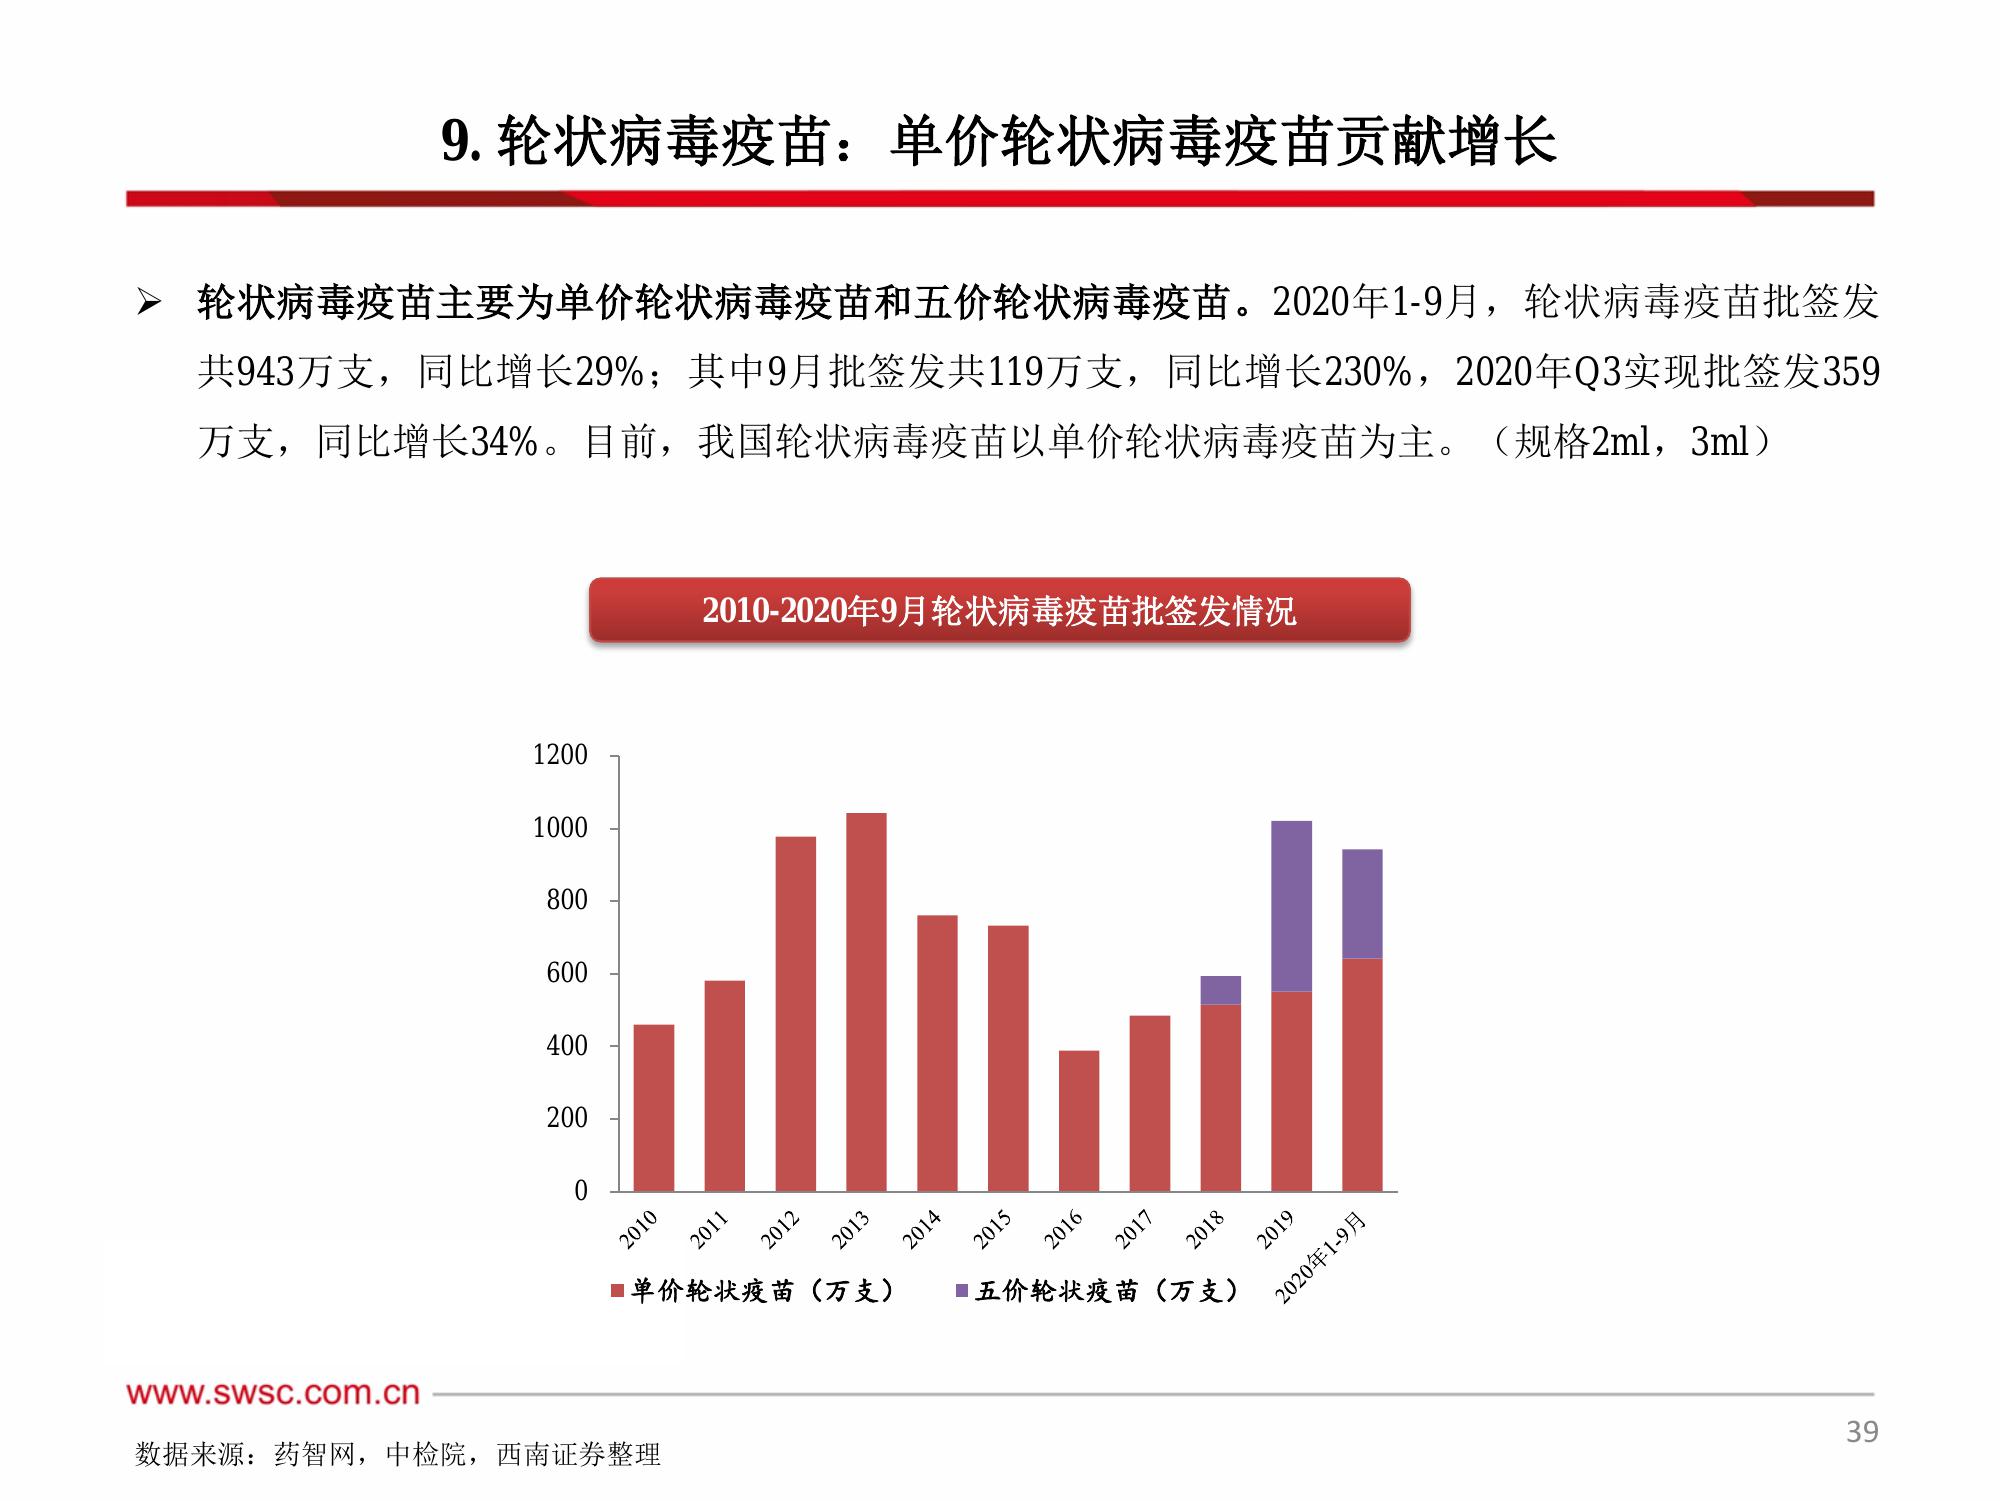 9. 轮状病毒疫苗：单价轮状病毒疫苗贡献增长
➢ 轮状病毒疫苗主要为单价轮状病毒疫苗和五价轮状病毒疫苗。2020年1-9月，轮状病毒疫苗批签发
共943万支，同比增长29%；其中9月批签发共119万支，同比增长230%，2020年Q3实现批签发359
万支，同比增长34%。目前，我国轮状病毒疫苗以单价轮状病毒疫苗为主。（规格2ml，3ml）
2010-2020年9月轮状病毒疫苗批签发情况
1200
1000
800
600
400
200
0
2010
2011
2012
2013
2014
2015
2016
2017
2018
2019
2020年1-9月
单价轮状疫苗（万支）
五价轮状疫苗（万支）
www.swsc.com.cn
39
数据来源：药智网，中检院，西南证券整理